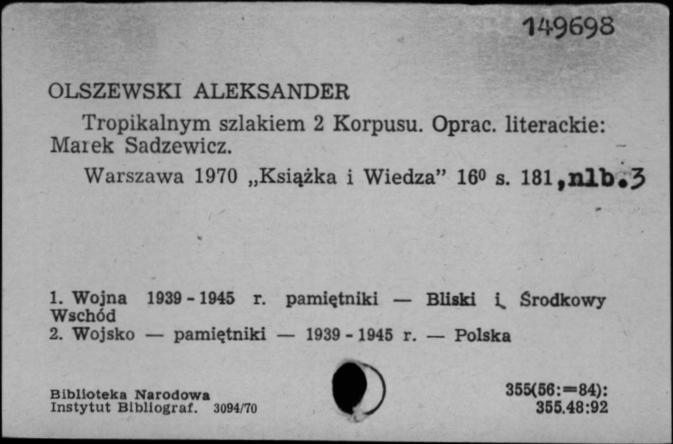 149698
OLSZEWSKI ALEKSANDER
Tropikalnym szlakiem 2 Korpusu. Oprac. literackie:
Marek Sadzewicz.
Warszawa 1970 „Książka i Wiedza” 16⁰ s. 181, nlb. 3
1. Wojna 1939 - 1945 r. pamiętniki — Bliski i Środkowy
Wschód
2. Wojsko — pamiętniki — 1939 - 1945 r. — Polska
Biblioteka Narodowa
Instytut Bibliograf. 3094/70
355(56:=84):
355.48:92